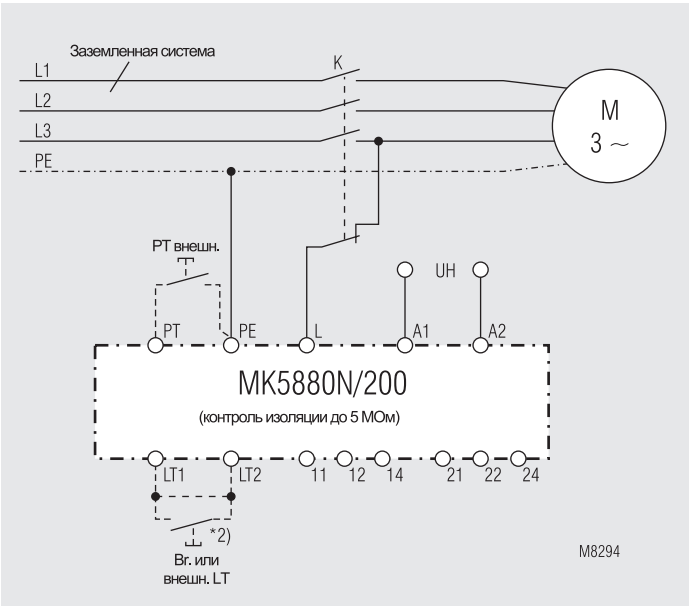 Заземленная система
K
L1
L2
L3
PE
M
3 ~
PT внешн.
UH
PT
PE
L
A1
A2
MK5880N/200
(контроль изоляции до 5 МОм)
LT1
LT2
11
12
14
21
22
24
*2)
Br. или
внешн. LT
M8294